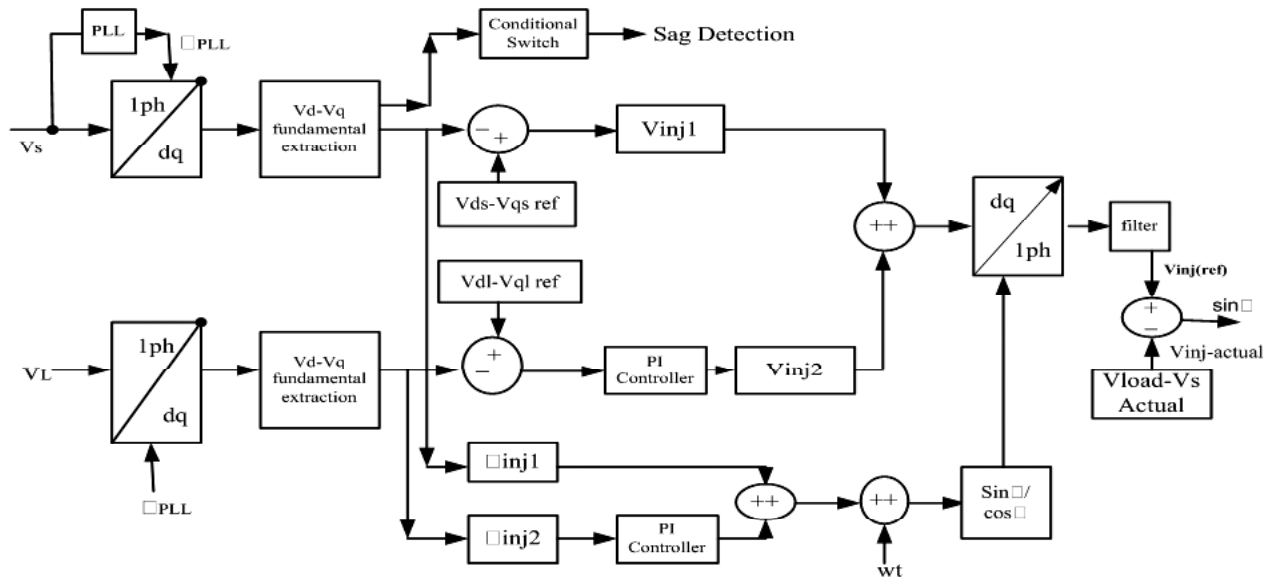 PLL
□PLL
Conditional
Switch
Sag Detection
1ph
dq
Vs
Vd-Vq
fundamental
extraction
-
+
Vinj1
Vds-Vqs ref
++
dq
1ph
filter
Vinj(ref)
+
-
sin□
Vinj-actual
Vload-Vs
Actual
Vdl-Vql ref
1ph
dq
VL
□PLL
Vd-Vq
fundamental
extraction
+
-
PI
Controller
Vinj2
□inj1
++
++
Sin□/
cos□
□inj2
PI
Controller
wt